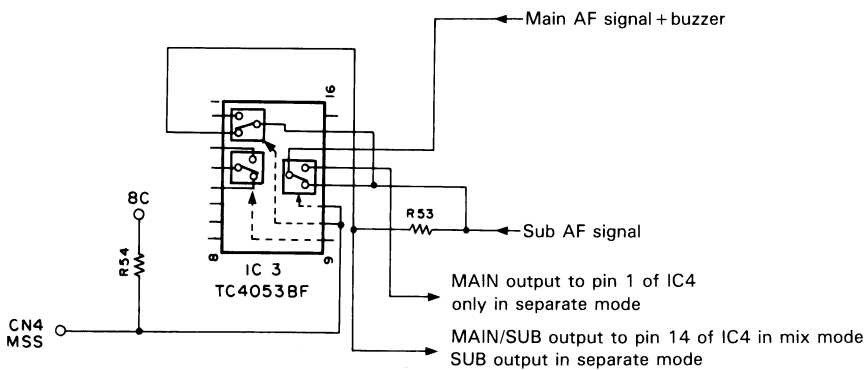 Main AF signal + buzzer
16
8C
R53
Sub AF signal
R54
8
9
IC 3
TC4053BF
MAIN output to pin 1 of IC4
only in separate mode
CN4
MSS
MAIN/SUB output to pin 14 of IC4 in mix mode
SUB output in separate mode